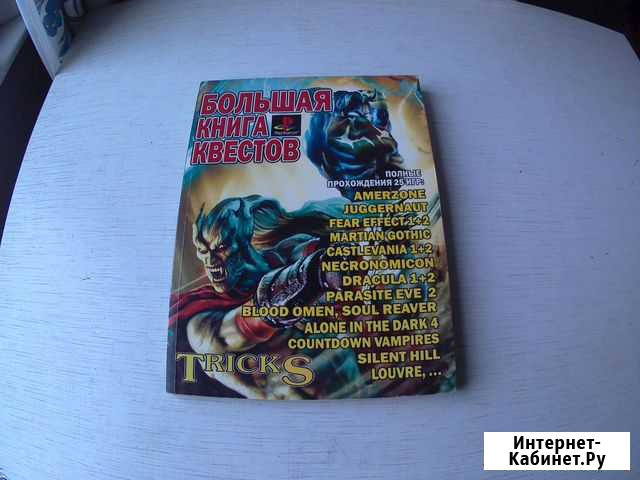 БОЛЬШАЯ
КНИГА
КВЕСТОВ
ПОЛНЫЕ
ПРОХОЖДЕНИЯ 25 ИГР:
AMERZONE
JUGGERNAUT
FEAR EFFECT 1+2
MARTIAN GOTHIC
CASTLEVANIA 1+2
NECRONOMICON
DRACULA 1+2
PARASITE EVE 2
BLOOD OMEN, SOUL REAVER
ALONE IN THE DARK 4
COUNTDOWN VAMPIRES
SILENT HILL
LOUVRE, ...
TRICKS
Интернет-
Кабинет.Ру